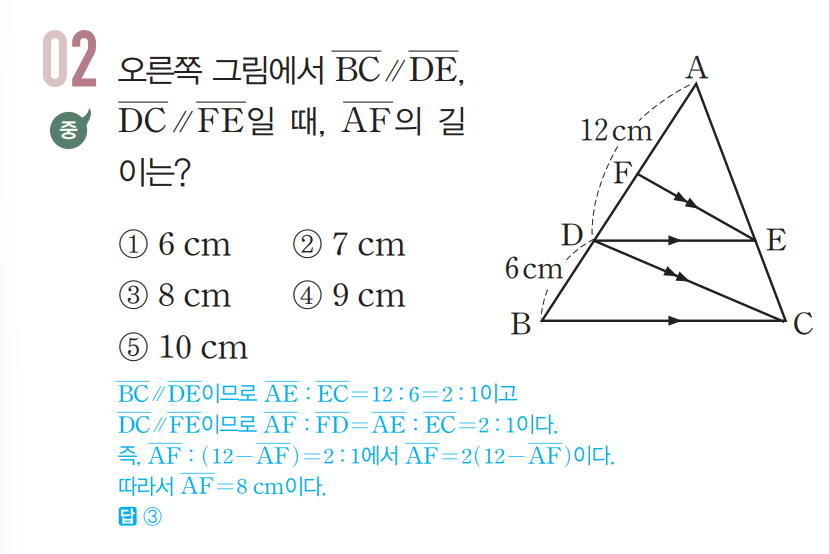 02
오른쪽 그림에서 BC∥DE,
중
DC∥FE일 때, AF의 길
이는?
① 6 cm ② 7 cm
③ 8 cm ④ 9 cm
⑤ 10 cm
A
12cm
F
D
E
6cm
B
C
BC∥DE이므로 AE : EC=12 : 6=2 : 1이고
DC∥FE이므로 AF : FD=AE : EC=2 : 1이다.
즉, AF : (12-AF)=2 : 1에서 AF=2(12-AF)이다.
따라서 AF=8 cm이다.
답 ③